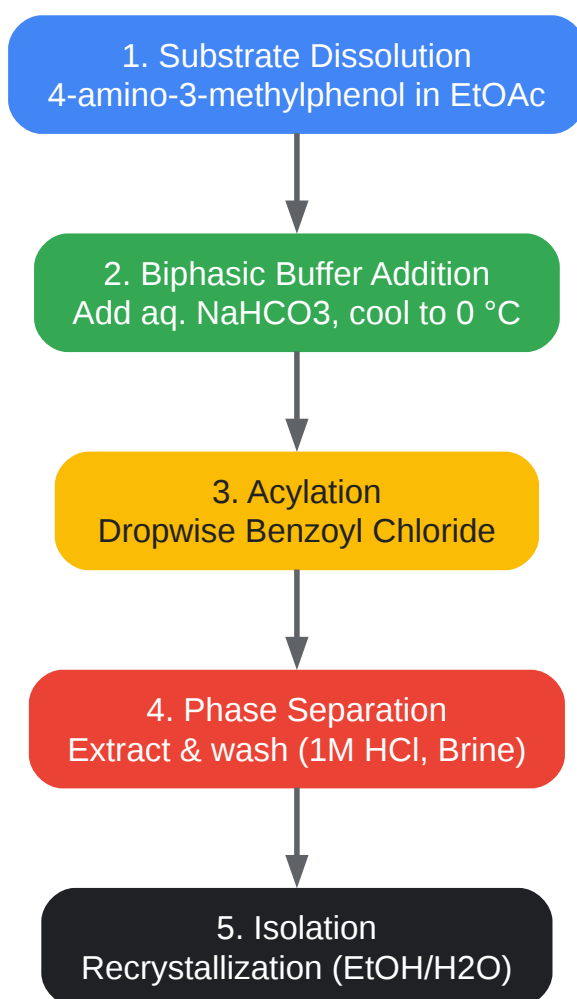 1. Substrate Dissolution
4-amino-3-methylphenol in EtOAc
2. Biphasic Buffer Addition
Add aq. NaHCO3, cool to 0 °C
3. Acylation
Dropwise Benzoyl Chloride
4. Phase Separation
Extract & wash (1M HCl, Brine)
5. Isolation
Recrystallization (EtOH/H2O)